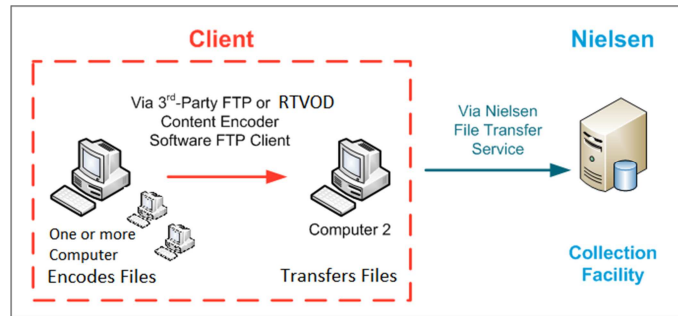 Client
Nielsen
Via 3rd-Party FTP or RTVOD
Content Encoder
Software FTP Client
Via Nielsen
File Transfer
Service
One or more
Computer
Encodes Files
Computer 2
Transfers Files
Collection
Facility